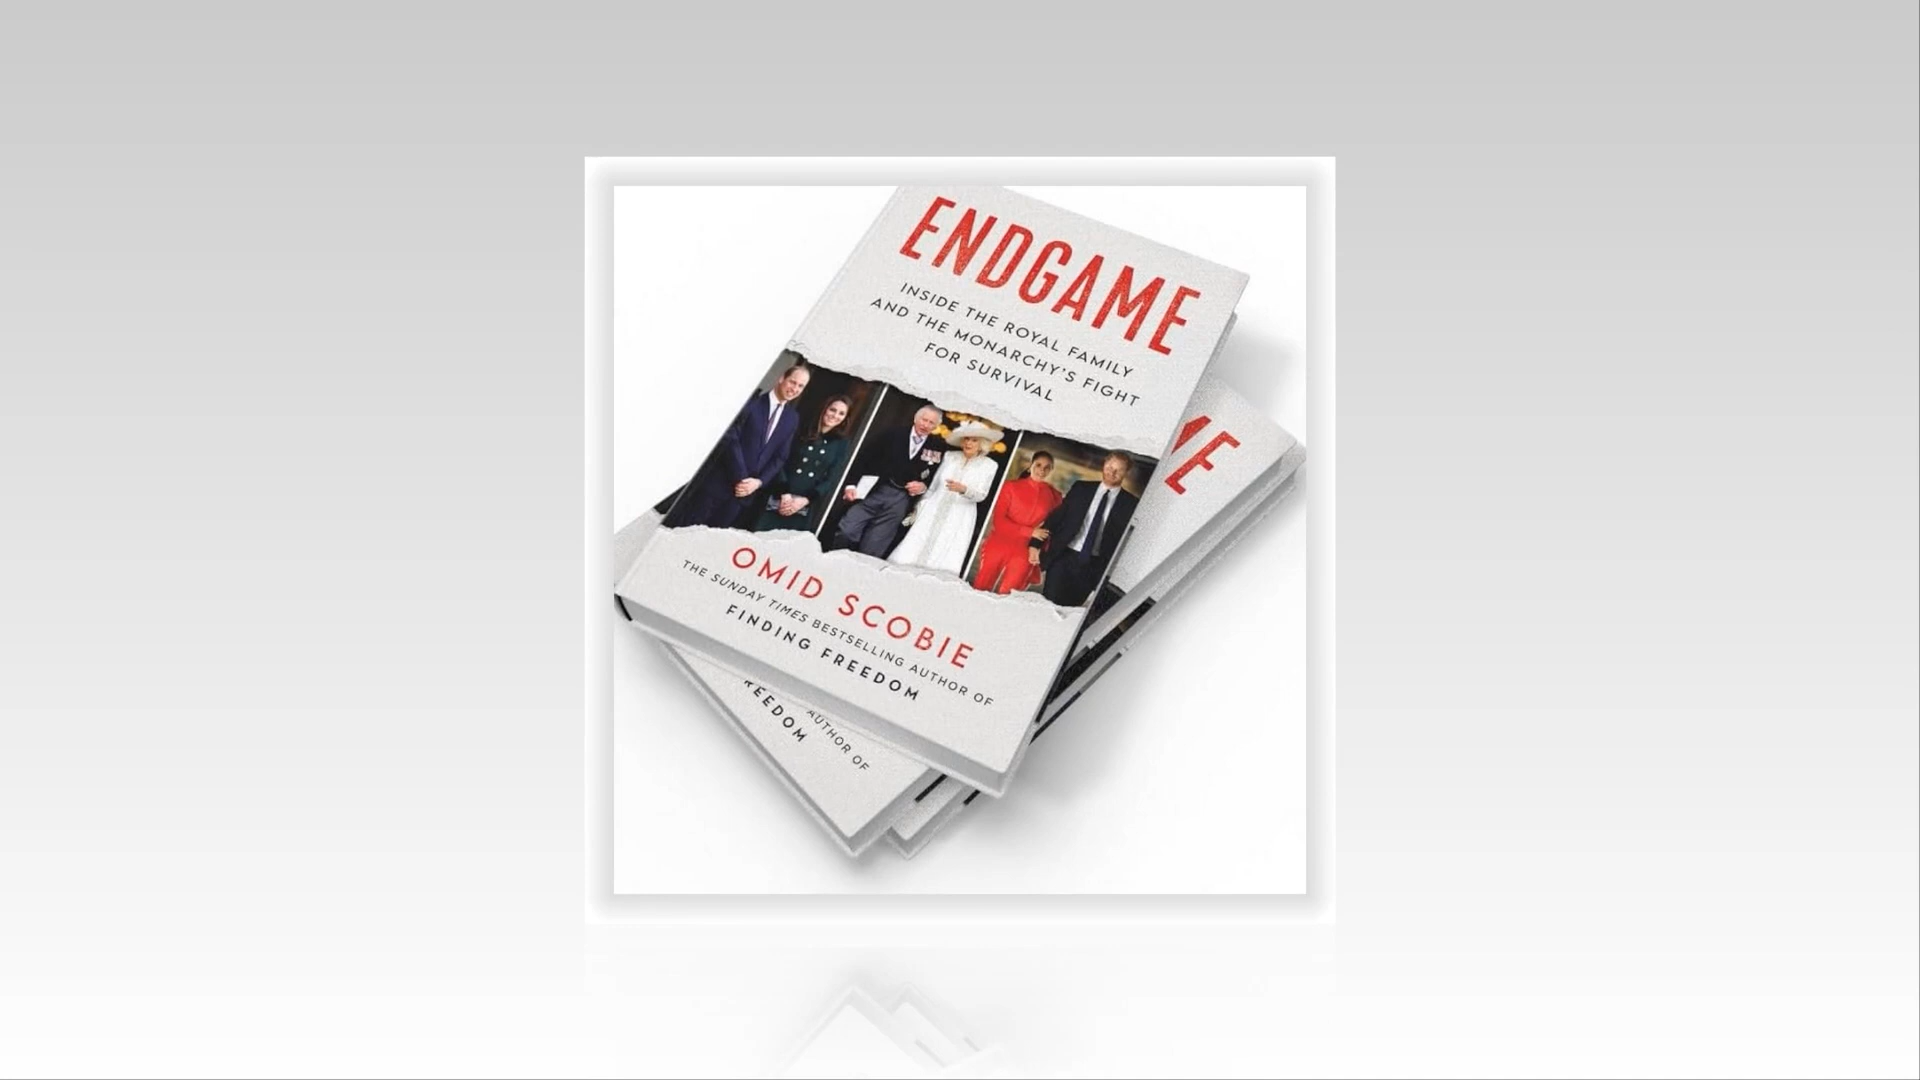 ENDGAME
INSIDE THE ROYAL FAMILY
AND THE MONARCHY'S FIGHT
FOR SURVIVAL
OMID SCOBIE
THE SUNDAY TIMES BESTSELLING AUTHOR OF
FINDING FREEDOM
ME
AUTHOR OF
REEDOM